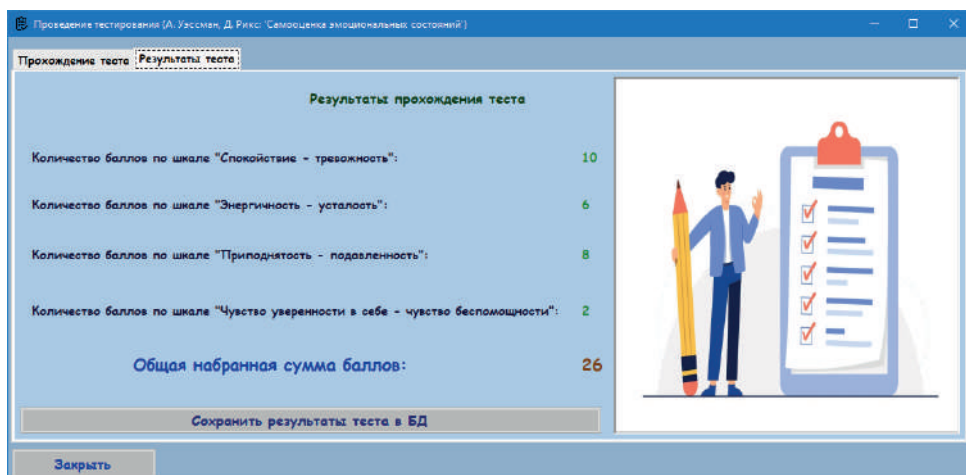 Проведение тестирования (А. Уэссман, Д. Рикс: 'Самооценка эмоциональных состояний')
Прохождение теста Результаты теста
Результаты прохождения теста
Количество баллов по шкале "Спокойствие - тревожность": 10
Количество баллов по шкале "Энергичность - усталость": 6
Количество баллов по шкале "Приподнятость - подавленность": 8
Количество баллов по шкале "Чувство уверенности в себе - чувство беспомощности": 2
Общая набранная сумма баллов: 26
Сохранить результаты теста в БД
Закрыть